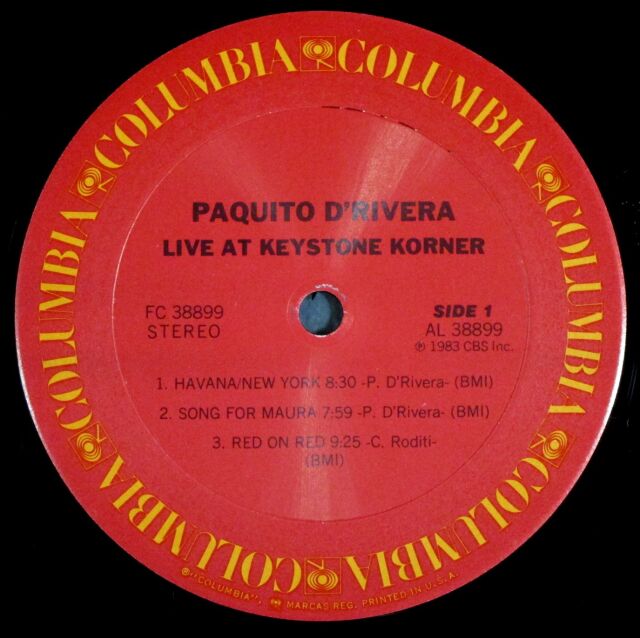 COLUMBIA COLUMBIA COLUMBIA COLUMBIA COLUMBIA COLUMBIA COLUMBIA
PAQUITO D'RIVERA
LIVE AT KEYSTONE KORNER
FC 38899
STEREO
SIDE 1
AL 38899
℗ 1983 CBS Inc.
1. HAVANA/NEW YORK 8:30 -P. D'Rivera- (BMI)
2. SONG FOR MAURA 7:59 -P. D'Rivera- (BMI)
3. RED ON RED 9:25 -C. Roditi-
(BMI)
®"COLUMBIA", MARCAS REG. PRINTED IN U.S.A.